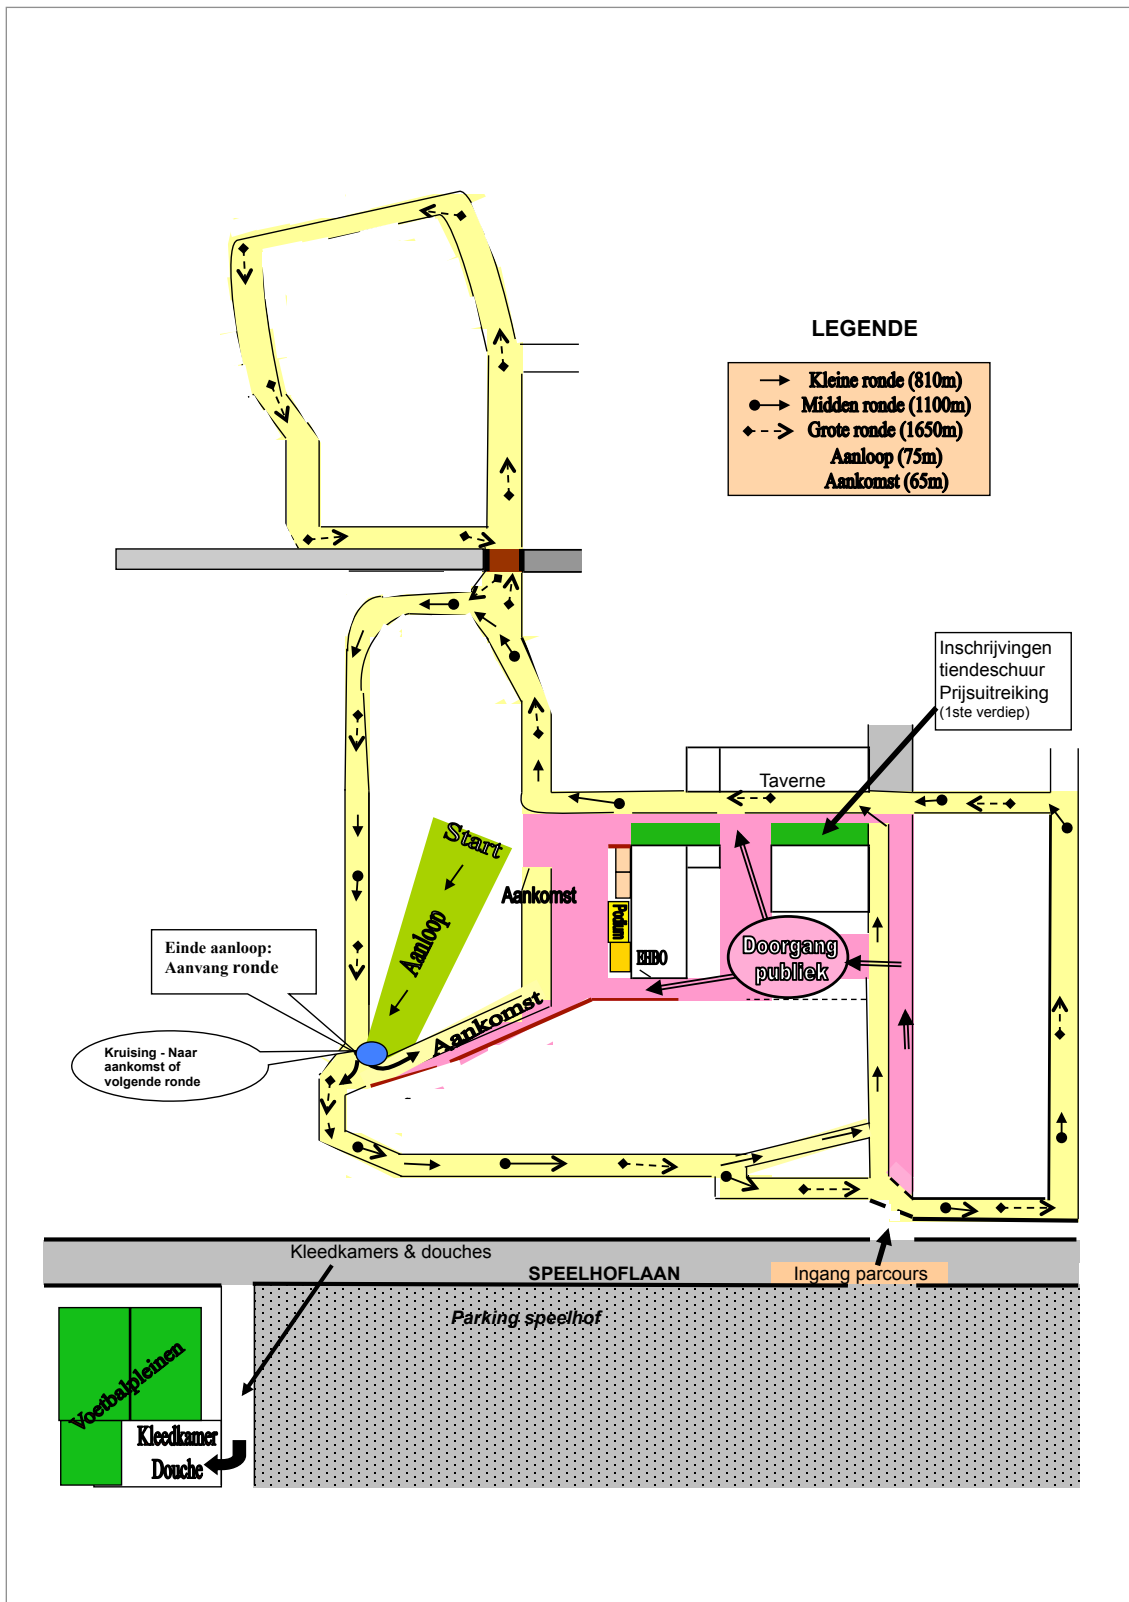 LEGENDE
Kleine ronde (810m)
Midden ronde (1100m)
Grote ronde (1650m)
Aanloop (75m)
Aankomst (65m)
Inschrijvingen
tiendeschuur
Prijsuitreiking
(1ste verdiep)
Taverne
Start
Aankomst
Podium
Aanloop
EHBO
Doorgang
publiek
Einde aanloop:
Aanvang ronde
Aankomst
Kruising - Naar
aankomst of
volgende ronde
Kleedkamers & douches
SPEELHOFLAAN
Ingang parcours
Parking speelhof
Voetbalpleinen
Kleedkamer
Douche